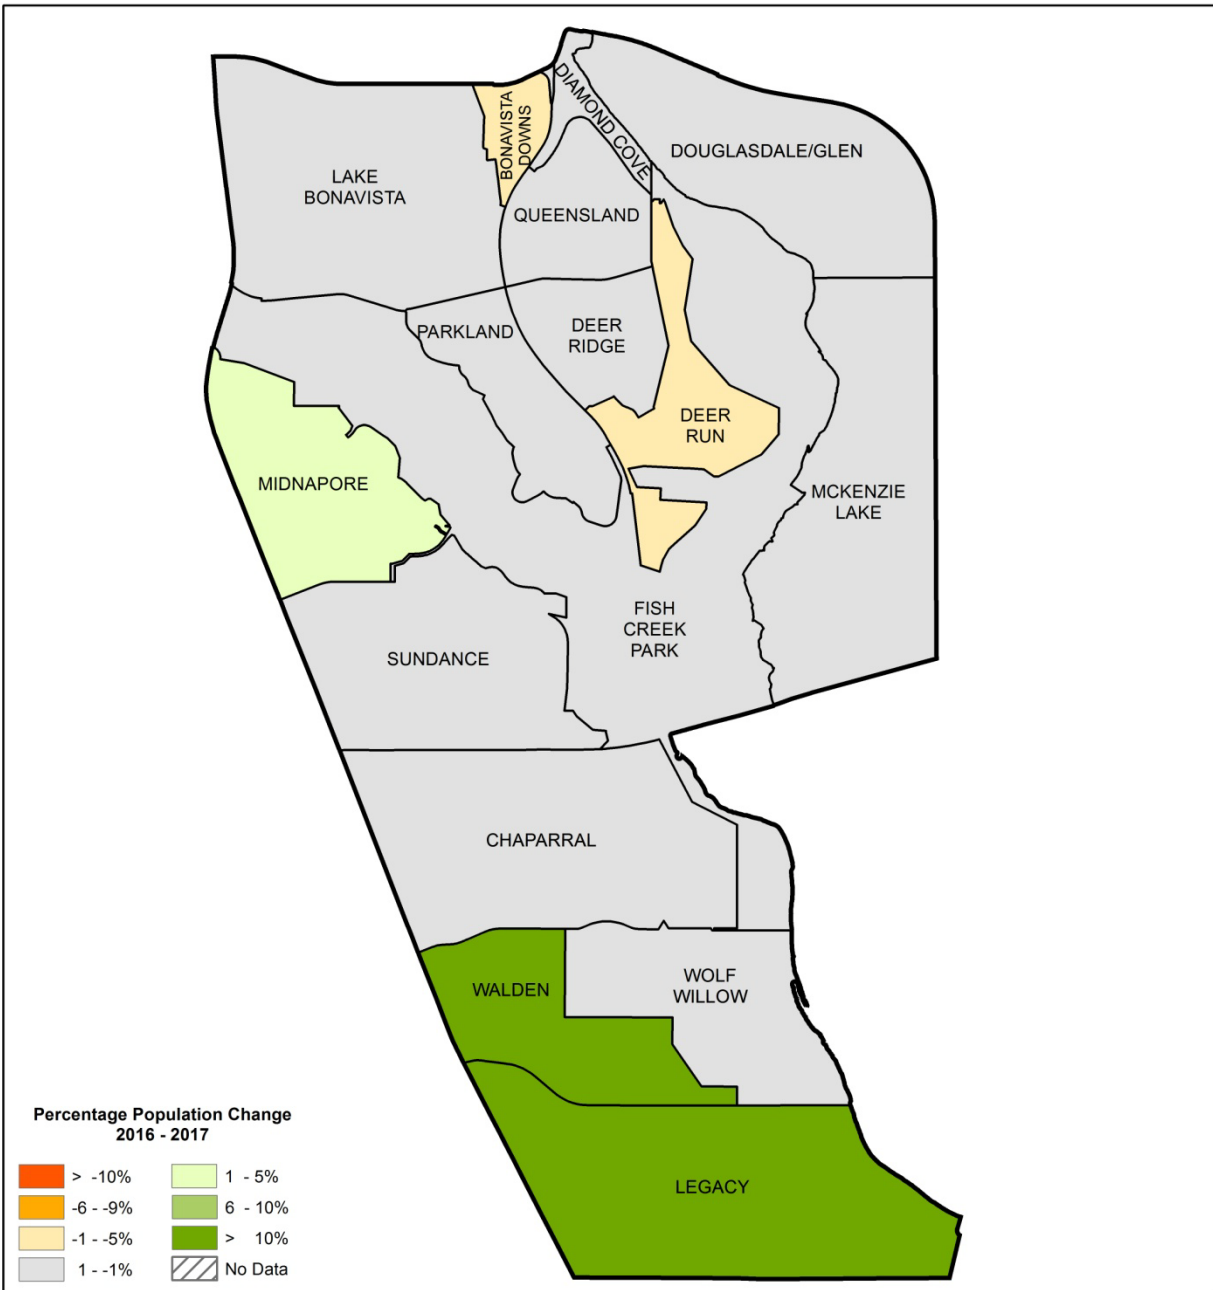 DIAMOND COVE
BONAVISTA
DOWNS
DOUGLASDALE/GLEN
LAKE
BONAVISTA
QUEENSLAND
PARKLAND
DEER
RIDGE
DEER
RUN
MIDNAPORE
MCKENZIE
LAKE
FISH
CREEK
PARK
SUNDANCE
CHAPARRAL
WALDEN
WOLF
WILLOW
LEGACY
Percentage Population Change
2016 - 2017
> -10%
-6 - -9%
-1 - -5%
1 - -1%
1 - 5%
6 - 10%
> 10%
No Data